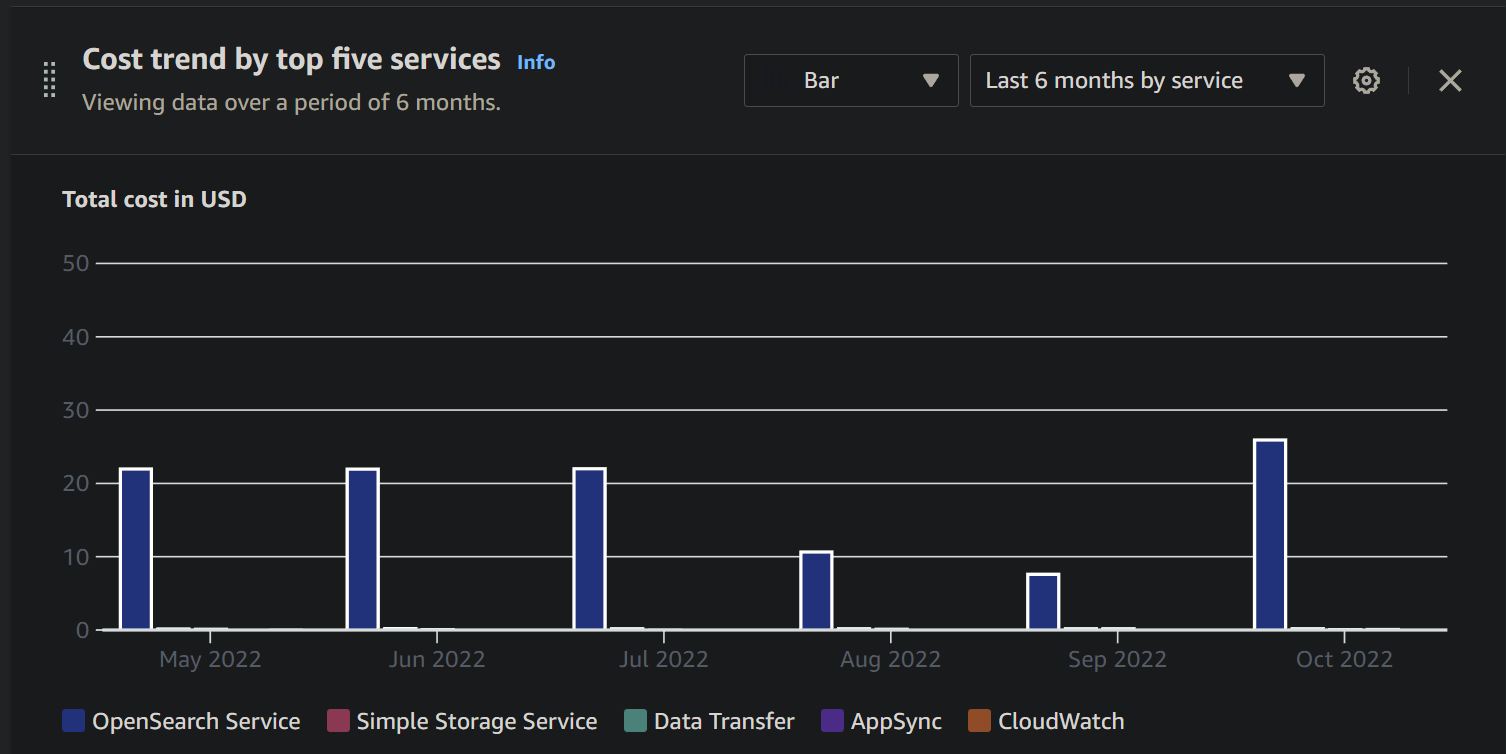 Cost trend by top five services Info
Viewing data over a period of 6 months.
Bar
Last 6 months by service
Total cost in USD
50
40
30
20
10
0
May 2022 Jun 2022 Jul 2022 Aug 2022 Sep 2022 Oct 2022
OpenSearch Service Simple Storage Service Data Transfer AppSync CloudWatch